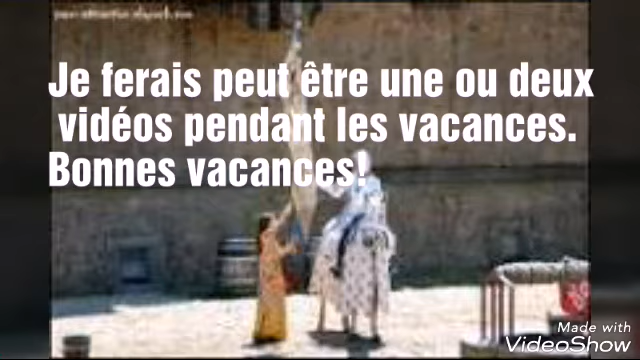 Je ferais peut être une ou deux
vidéos pendant les vacances.
Bonnes vacances!
Made with
VideoShow